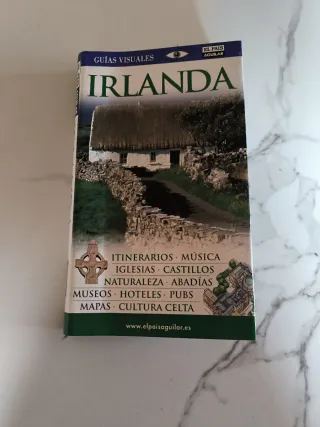 GUÍAS VISUALES
EL PAÍS
AGUILAR
IRLANDA
ITINERARIOS · MÚSICA
IGLESIAS · CASTILLOS
NATURALEZA · ABADÍAS
MUSEOS · HOTELES · PUBS
MAPAS · CULTURA CELTA
www.elpaisaguilar.es